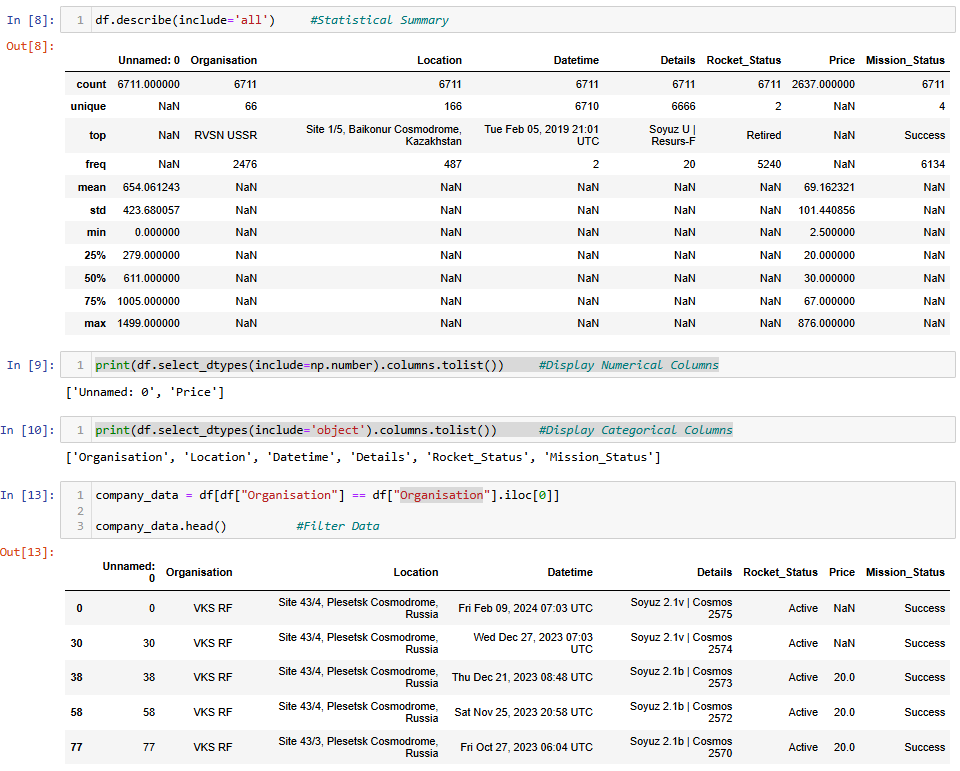 In [8]: 1 df.describe(include='all') #Statistical Summary
Out[8]:
Unnamed: 0 Organisation Location Datetime Details Rocket_Status Price Mission_Status
count 6711.000000 6711 6711 6711 6711 6711 2637.000000 6711
unique NaN 66 166 6710 6666 2 NaN 4
top NaN RVSN USSR Site 1/5, Baikonur Cosmodrome, Kazakhstan Tue Feb 05, 2019 21:01 UTC Soyuz U | Resurs-F Retired NaN Success
freq NaN 2476 487 2 20 5240 NaN 6134
mean 654.061243 NaN NaN NaN NaN NaN 69.162321 NaN
std 423.680057 NaN NaN NaN NaN NaN 101.440856 NaN
min 0.000000 NaN NaN NaN NaN NaN 2.500000 NaN
25% 279.000000 NaN NaN NaN NaN NaN 20.000000 NaN
50% 611.000000 NaN NaN NaN NaN NaN 30.000000 NaN
75% 1005.000000 NaN NaN NaN NaN NaN 67.000000 NaN
max 1499.000000 NaN NaN NaN NaN NaN 876.000000 NaN
In [9]: 1 print(df.select_dtypes(include=np.number).columns.tolist()) #Display Numerical Columns
['Unnamed: 0', 'Price']
In [10]: 1 print(df.select_dtypes(include='object').columns.tolist()) #Display Categorical Columns
['Organisation', 'Location', 'Datetime', 'Details', 'Rocket_Status', 'Mission_Status']
In [13]: 1 company_data = df[df["Organisation"] == df["Organisation"].iloc[0]]
2
3 company_data.head() #Filter Data
Out[13]:
Unnamed: 0 Organisation Location Datetime Details Rocket_Status Price Mission_Status
0 0 VKS RF Site 43/4, Plesetsk Cosmodrome, Russia Fri Feb 09, 2024 07:03 UTC Soyuz 2.1v | Cosmos 2575 Active NaN Success
30 30 VKS RF Site 43/4, Plesetsk Cosmodrome, Russia Wed Dec 27, 2023 07:03 UTC Soyuz 2.1v | Cosmos 2574 Active NaN Success
38 38 VKS RF Site 43/4, Plesetsk Cosmodrome, Russia Thu Dec 21, 2023 08:48 UTC Soyuz 2.1b | Cosmos 2573 Active 20.0 Success
58 58 VKS RF Site 43/4, Plesetsk Cosmodrome, Russia Sat Nov 25, 2023 20:58 UTC Soyuz 2.1b | Cosmos 2572 Active 20.0 Success
77 77 VKS RF Site 43/3, Plesetsk Cosmodrome, Russia Fri Oct 27, 2023 06:04 UTC Soyuz 2.1b | Cosmos 2570 Active 20.0 Success